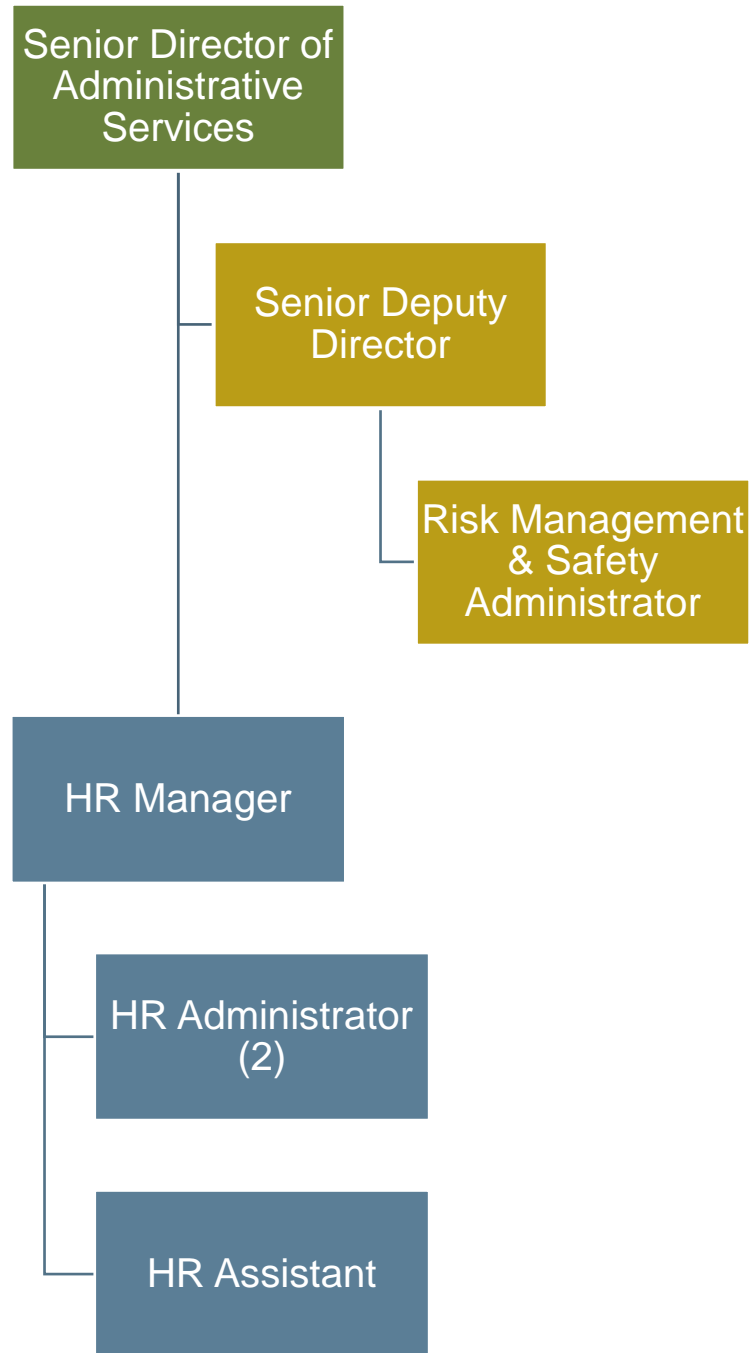 Senior Director of
Administrative
Services
Senior Deputy
Director
Risk Management
& Safety
Administrator
HR Manager
HR Administrator
(2)
HR Assistant